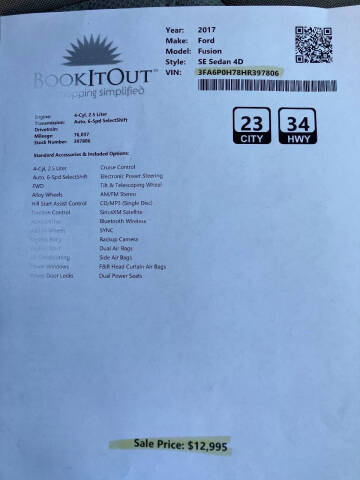 BOOKITOUT
shopping simplified
Year: 2017
Make: Ford
Model: Fusion
Style: SE Sedan 4D
VIN: 3FA6P0H78HR397806
Engine: 4-Cyl, 2.5 Liter
Transmission: Auto, 6-Spd SelectShift
Drivetrain:
Mileage: 76,037
Stock Number: 397806
23 CITY
34 HWY
Standard Accessories & Included Options:
4-Cyl, 2.5 Liter Cruise Control
Auto, 6-Spd SelectShift Electronic Power Steering
FWD Tilt & Telescoping Wheel
Alloy Wheels AM/FM Stereo
Hill Start Assist Control CD/MP3 (Single Disc)
Traction Control SiriusXM Satellite
Bluetooth Wireless
Wheels SYNC
Entry Backup Camera
Dual Air Bags
Air Conditioning Side Air Bags
Power Windows F&R Head Curtain Air Bags
Power Door Locks Dual Power Seats
Sale Price: $12,995